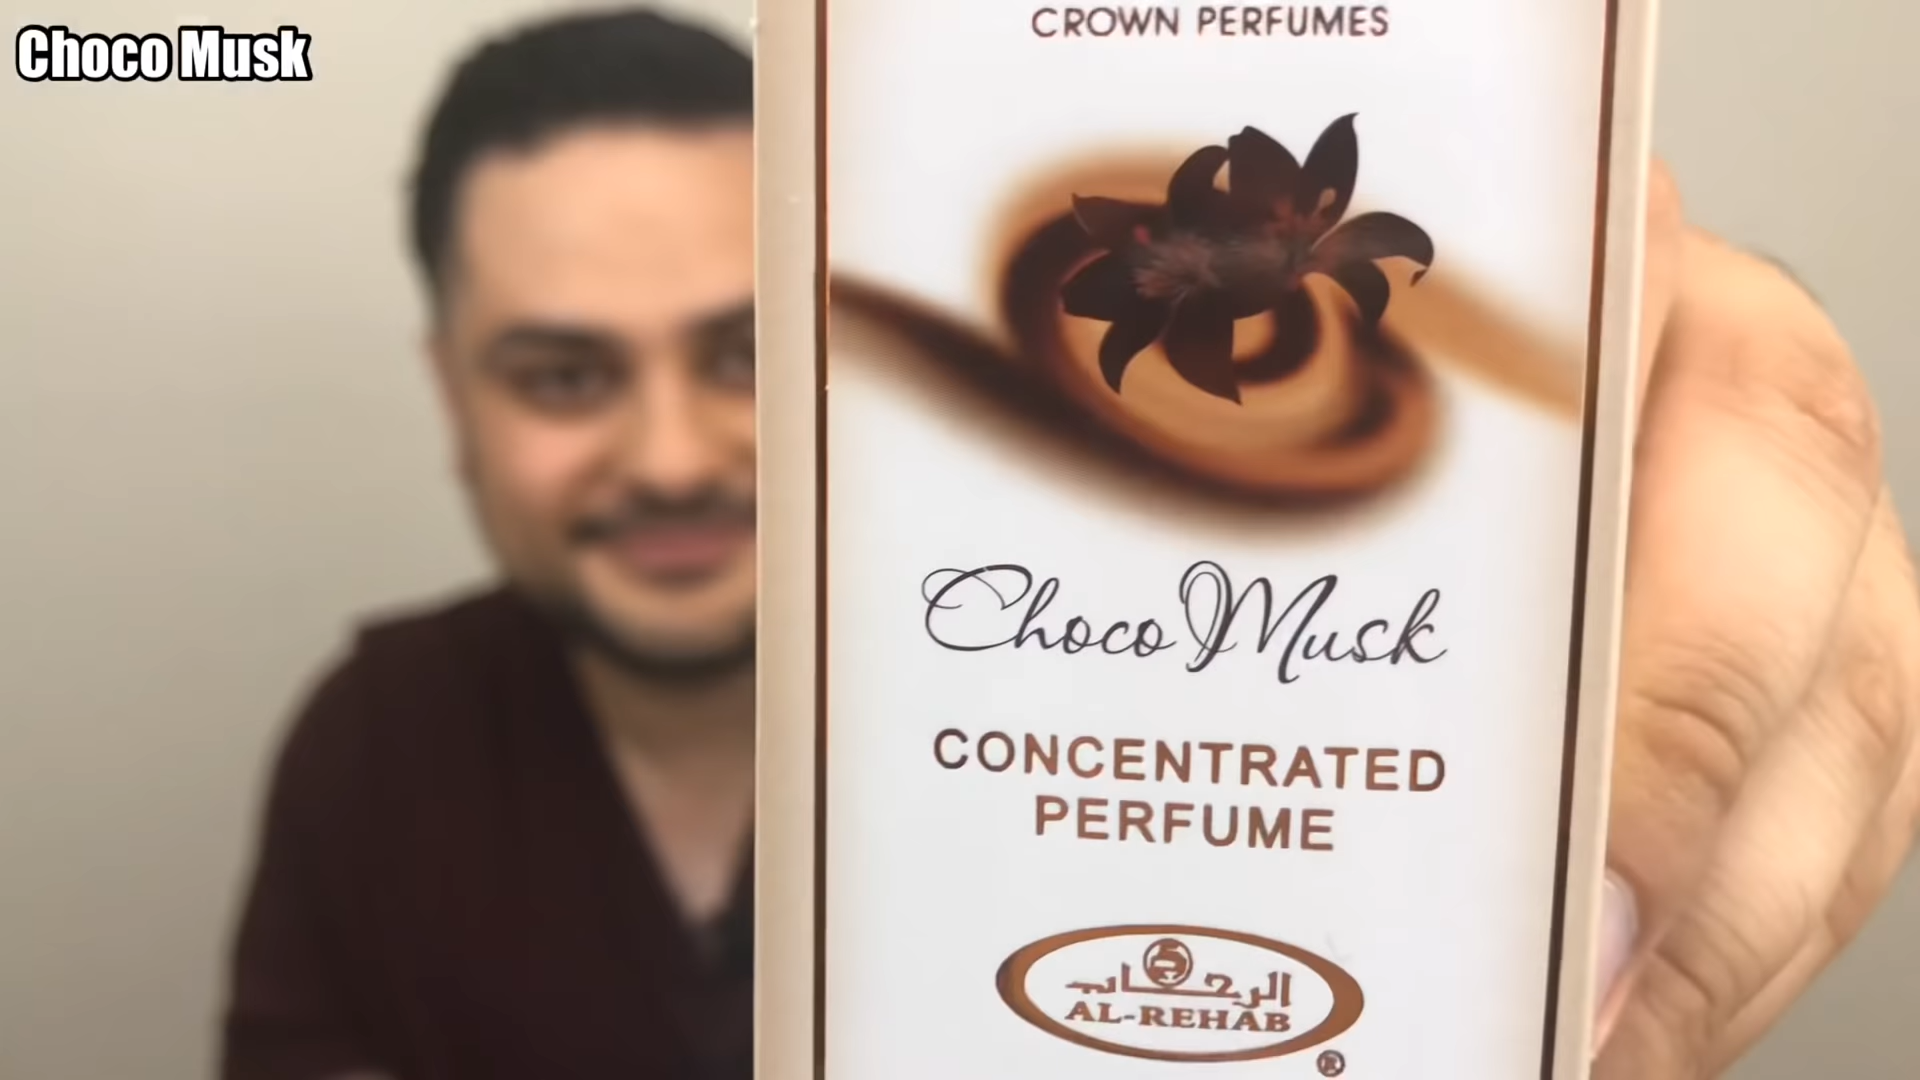 Choco Musk
CROWN PERFUMES
Choco Musk
CONCENTRATED
PERFUME
الرحاب
AL-REHAB
®